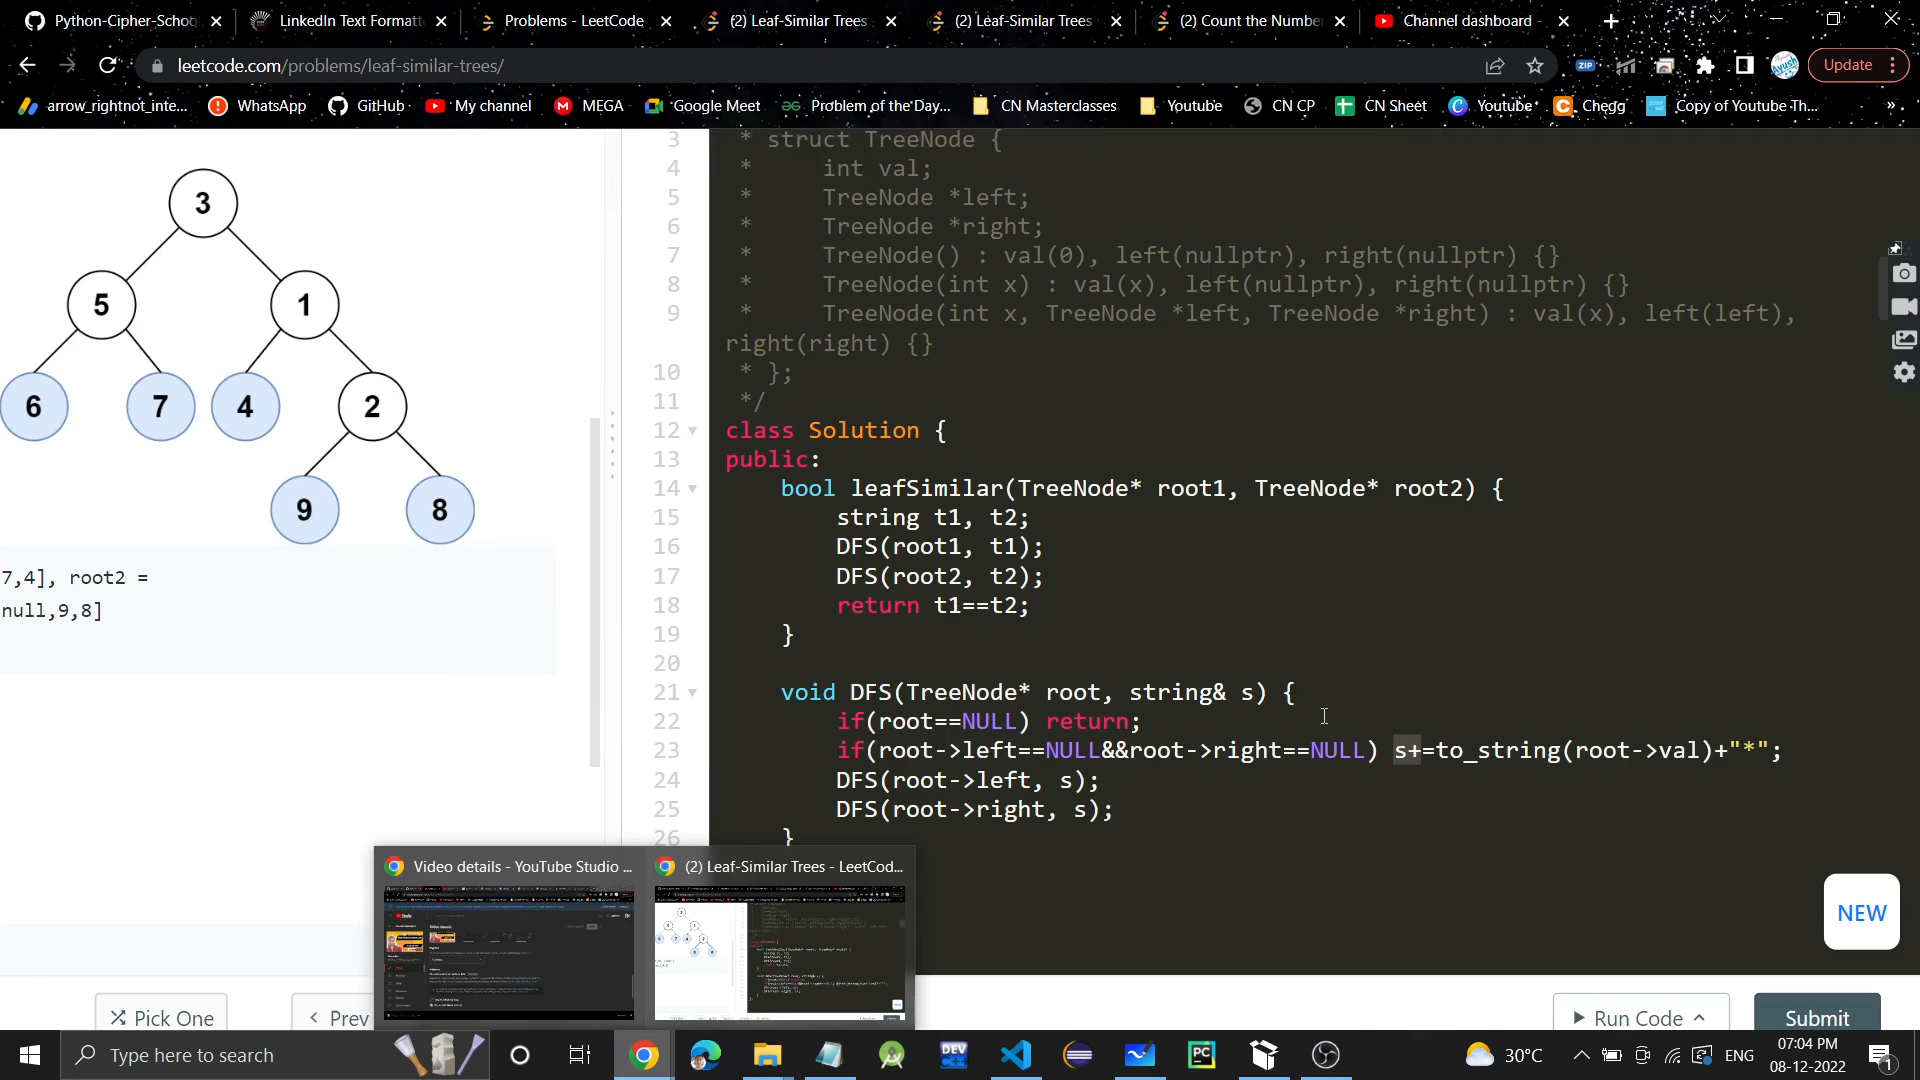 Python-Cipher-Schoo
LinkedIn Text Formatt
Problems - LeetCode
(2) Leaf-Similar Trees
(2) Leaf-Similar Trees
(2) Count the Number
Channel dashboard -
leetcode.com/problems/leaf-similar-trees/
ZIP
Ayush
Update
arrow_rightnot_inte...
WhatsApp
GitHub
My channel
MEGA
Google Meet
Problem of the Day...
CN Masterclasses
Youtube
CN CP
CN Sheet
Youtube
Chegg
Copy of Youtube Th...
3
5
1
6
7
4
2
9
8
7,4], root2 =
null,9,8]
3 * struct TreeNode {
4 *     int val;
5 *     TreeNode *left;
6 *     TreeNode *right;
7 *     TreeNode() : val(0), left(nullptr), right(nullptr) {}
8 *     TreeNode(int x) : val(x), left(nullptr), right(nullptr) {}
9 *     TreeNode(int x, TreeNode *left, TreeNode *right) : val(x), left(left),
right(right) {}
10 * };
11 */
12 class Solution {
13 public:
14     bool leafSimilar(TreeNode* root1, TreeNode* root2) {
15         string t1, t2;
16         DFS(root1, t1);
17         DFS(root2, t2);
18         return t1==t2;
19     }
20
21     void DFS(TreeNode* root, string& s) {
22         if(root==NULL) return;
23         if(root->left==NULL&&root->right==NULL) s+=to_string(root->val)+"*";
24         DFS(root->left, s);
25         DFS(root->right, s);
26     }
Video details - YouTube Studio ...
(2) Leaf-Similar Trees - LeetCod...
NEW
Pick One
< Prev
Run Code
Submit
Type here to search
DEV
PC
30°C
ENG
07:04 PM
08-12-2022
1